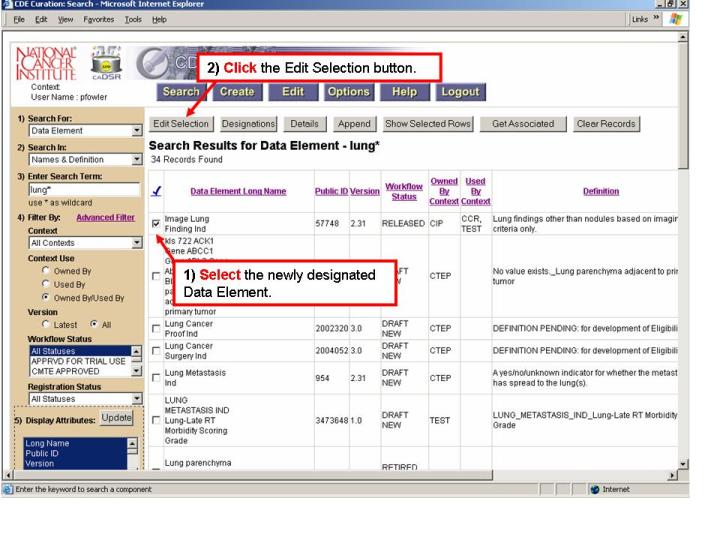 CDE Curation: Search - Microsoft Internet Explorer
File Edit View Favorites Tools Help
Links »
NATIONAL
CANCER
INSTITUTE
caDSR
CD
Context:
User Name : pfowler
2) Click the Edit Selection button.
Search Create Edit Options Help Logout
1) Search For:
Data Element
2) Search In:
Names & Definition
3) Enter Search Term:
lung*
use * as wildcard
4) Filter By: Advanced Filter
Context
All Contexts
Context Use
Owned By
Used By
Owned By/Used By
Version
Latest All
Workflow Status
All Statuses
APPRVD FOR TRIAL USE
CMTE APPROVED
Registration Status
All Statuses
5) Display Attributes: Update
Long Name
Public ID
Version
Edit Selection Designations Details Append Show Selected Rows Get Associated Clear Records
Search Results for Data Element - lung*
34 Records Found
Data Element Long Name Public ID Version Workflow Status Owned By Context Used By Context Definition
Image Lung
Finding Ind
57748 2.31 RELEASED CIP CCR, TEST
Lung findings other than nodules based on imagin
criteria only.
kls 722 ACK1
Gene ABCC1
primary tumor
CTEP
No value exists._Lung parenchyma adjacent to prir
tumor
1) Select the newly designated
Data Element.
Lung Cancer
Proof Ind
2002320 3.0 DRAFT NEW CTEP DEFINITION PENDING: for development of Eligibili
Lung Cancer
Surgery Ind
2004052 3.0 DRAFT NEW CTEP DEFINITION PENDING: for development of Eligibili
Lung Metastasis
Ind
954 2.31 DRAFT NEW CTEP
A yes/no/unknown indicator for whether the metast
has spread to the lung(s).
LUNG
METASTASIS IND
Lung-Late RT
Morbidity Scoring
Grade
3473648 1.0 DRAFT NEW TEST
LUNG_METASTASIS_IND_Lung-Late RT Morbidity
Grade
Lung parenchyma
RETIRED
Enter the keyword to search a component
Internet